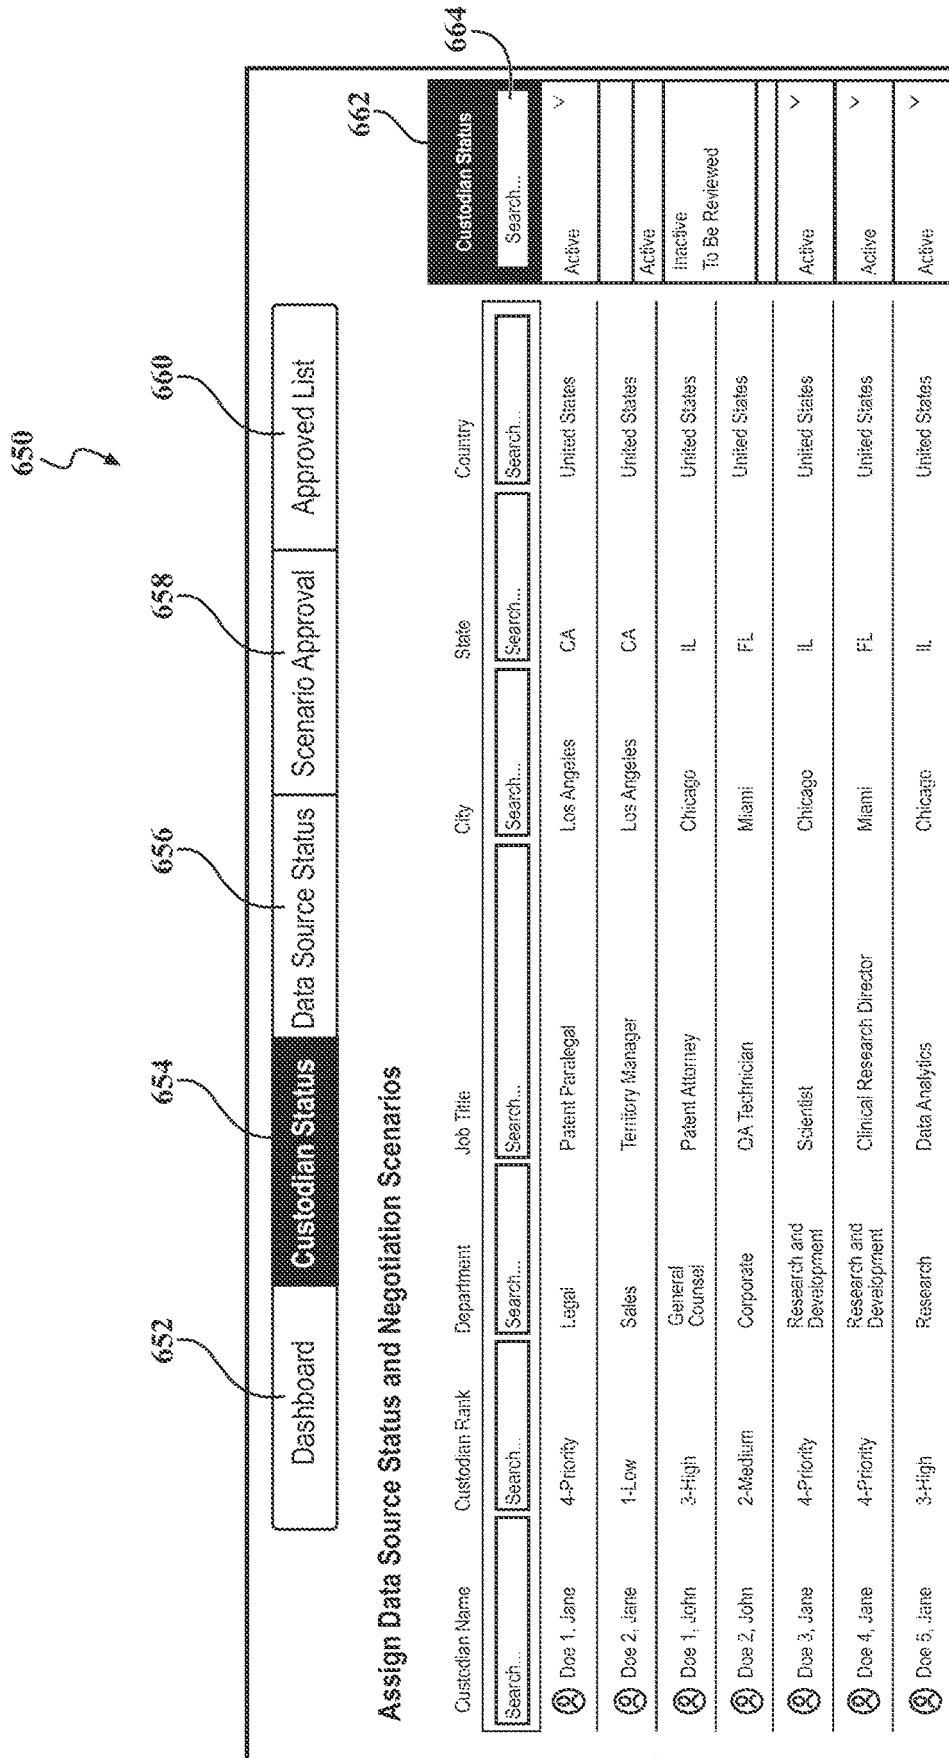 650
652
654
656
658
660
Dashboard
Custodian Status
Data Source Status
Scenario Approval
Approved List
662
664
Assign Data Source Status and Negotiation Scenarios
Custodian Name Custodian Rank Department Job Title City State Country Custodian Status
Search... Search... Search... Search... Search... Search... Search... Search...
Doe 1, Jane 4-Priority Legal Patent Paralegal Los Angeles CA United States Active
Doe 2, Jane 1-Low Sales Territory Manager Los Angeles CA United States
Active
Doe 1, John 3-High General Counsel Patent Attorney Chicago IL United States Inactive
To Be Reviewed
Doe 2, John 2-Medium Corporate QA Technician Miami FL United States
Doe 3, Jane 4-Priority Research and Development Scientist Chicago IL United States Active
Doe 4, Jane 4-Priority Research and Development Clinical Research Director Miami FL United States Active
Doe 5, Jane 3-High Research Data Analytics Chicago IL United States Active